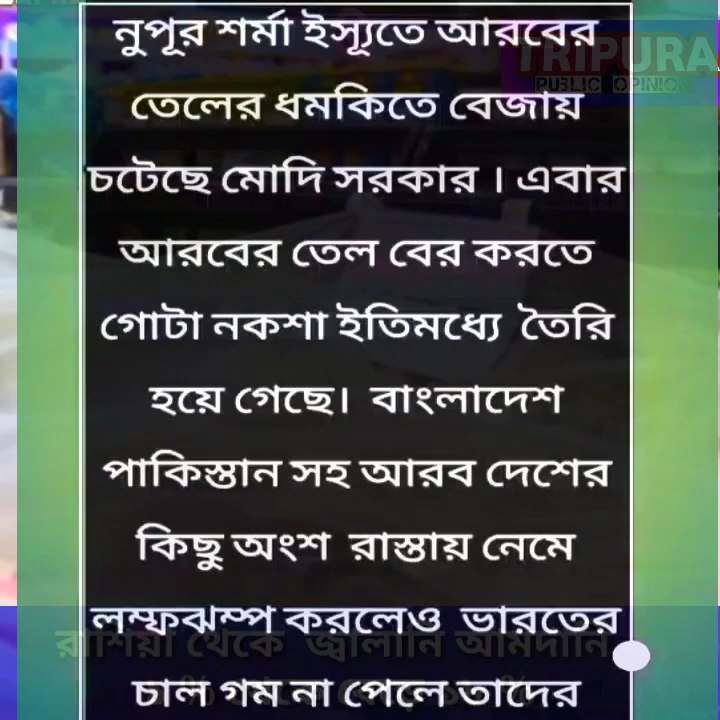 নুপূর শর্মা ইস্যূতে আরবের
TRIPURA
PUBLIC OPINION
তেলের ধমকিতে বেজায়
চটেছে মোদি সরকার । এবার
আরবের তেল বের করতে
গোটা নকশা ইতিমধ্যে তৈরি
হয়ে গেছে। বাংলাদেশ
পাকিস্তান সহ আরব দেশের
কিছু অংশ রাস্তায় নেমে
লম্ফঝম্প করলেও ভারতের
রাশিয়া থেকে জ্বালানি আমদানি
চাল গম না পেলে তাদের